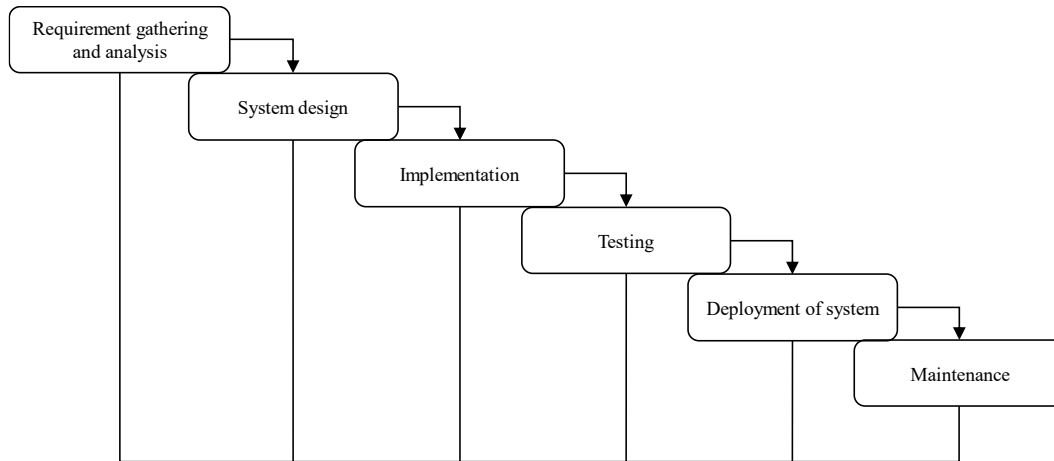 Requirement gathering
and analysis
System design
Implementation
Testing
Deployment of system
Maintenance